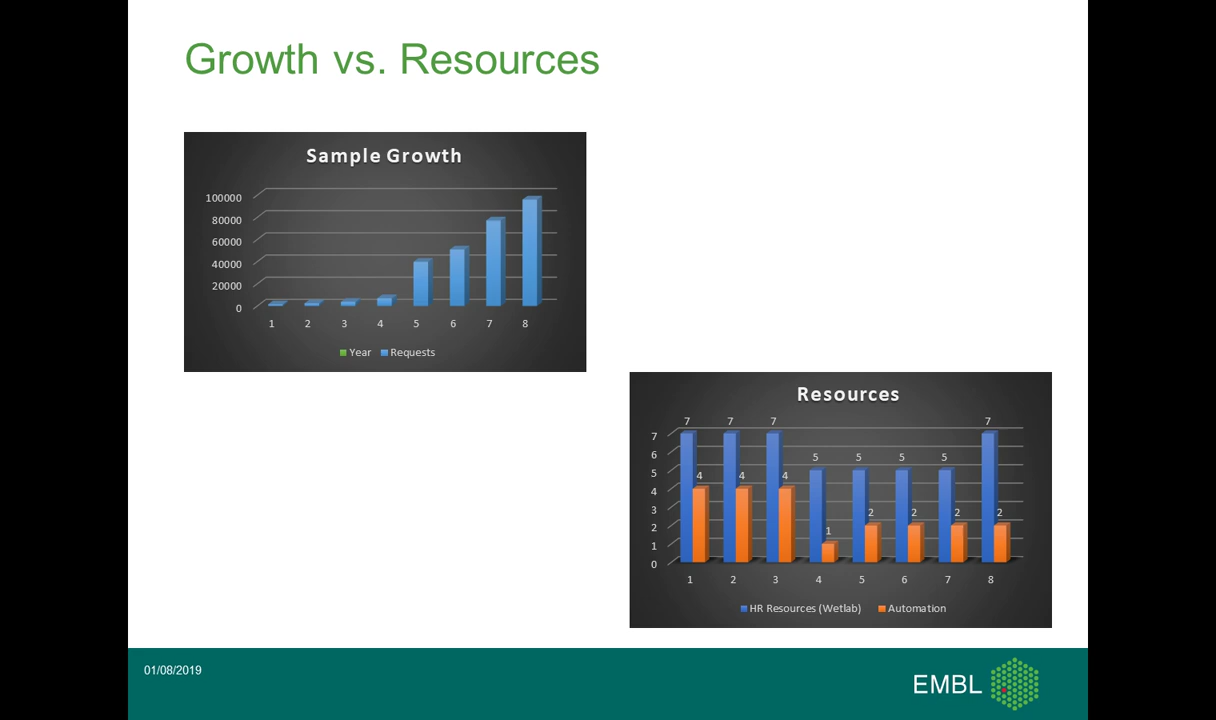 Growth vs. Resources
Sample Growth
100000
80000
60000
40000
20000
0
1 2 3 4 5 6 7 8
Year Requests
Resources
7 7 7 5 5 5 5 7
4 4 4 1 2 2 2 2
7
6
5
4
3
2
1
0
1 2 3 4 5 6 7 8
HR Resources (Wetlab) Automation
01/08/2019
EMBL